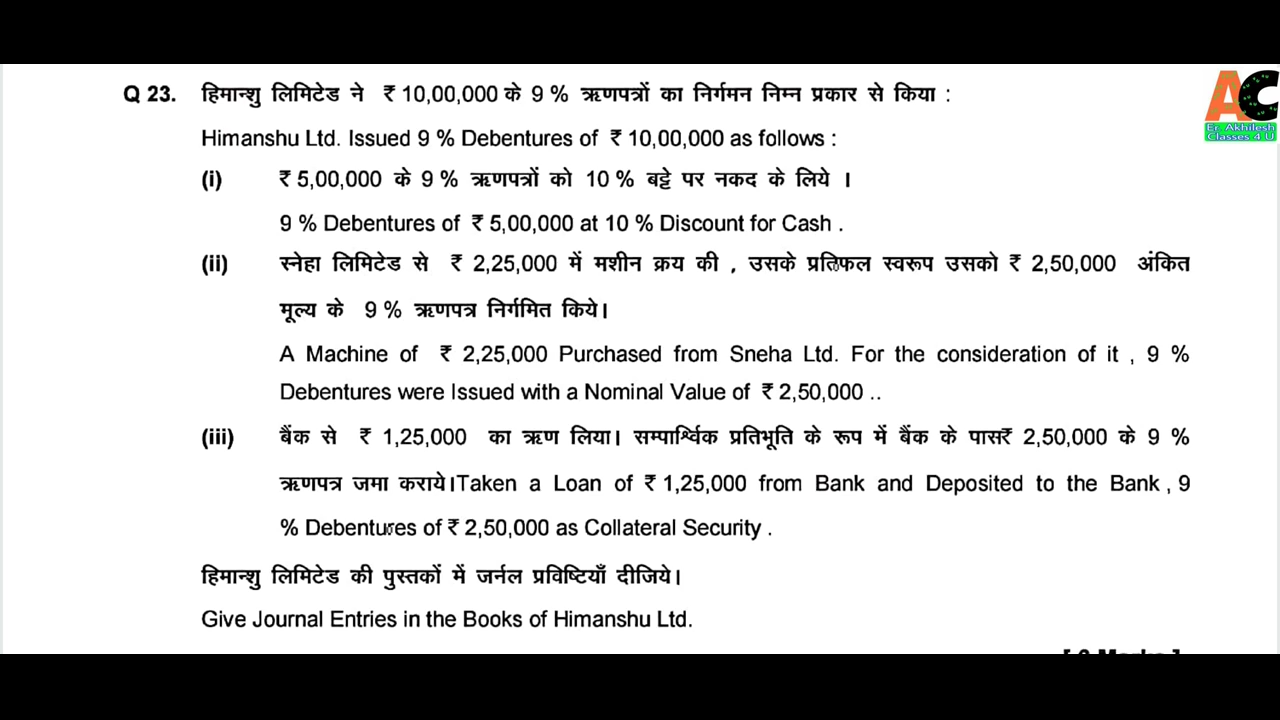 Q 23. हिमान्शु लिमिटेड ने ₹ 10,00,000 के 9 % ऋणपत्रों का निर्गमन निम्न प्रकार से किया :
Himanshu Ltd. Issued 9 % Debentures of ₹ 10,00,000 as follows :
(i) ₹ 5,00,000 के 9 % ऋणपत्रों को 10 % बट्टे पर नकद के लिये ।
9 % Debentures of ₹ 5,00,000 at 10 % Discount for Cash .
(ii) स्नेहा लिमिटेड से ₹ 2,25,000 में मशीन क्रय की , उसके प्रतिफल स्वरूप उसको ₹ 2,50,000 अंकित
मूल्य के 9 % ऋणपत्र निर्गमित किये।
A Machine of ₹ 2,25,000 Purchased from Sneha Ltd. For the consideration of it , 9 %
Debentures were Issued with a Nominal Value of ₹ 2,50,000 ..
(iii) बैंक से ₹ 1,25,000 का ऋण लिया। सम्पार्श्विक प्रतिभूति के रूप में बैंक के पास₹ 2,50,000 के 9 %
ऋणपत्र जमा कराये।Taken a Loan of ₹ 1,25,000 from Bank and Deposited to the Bank , 9
% Debentures of ₹ 2,50,000 as Collateral Security .
हिमान्शु लिमिटेड की पुस्तकों में जर्नल प्रविष्टियाँ दीजिये।
Give Journal Entries in the Books of Himanshu Ltd.
AC
Er. Akhilesh
Classes 4 U